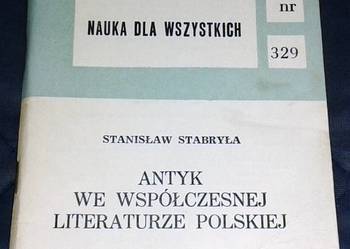 NAUKA DLA WSZYSTKICH
nr
329
STANISŁAW STABRYŁA
ANTYK
WE WSPÓŁCZESNEJ
LITERATURZE POLSKIEJ